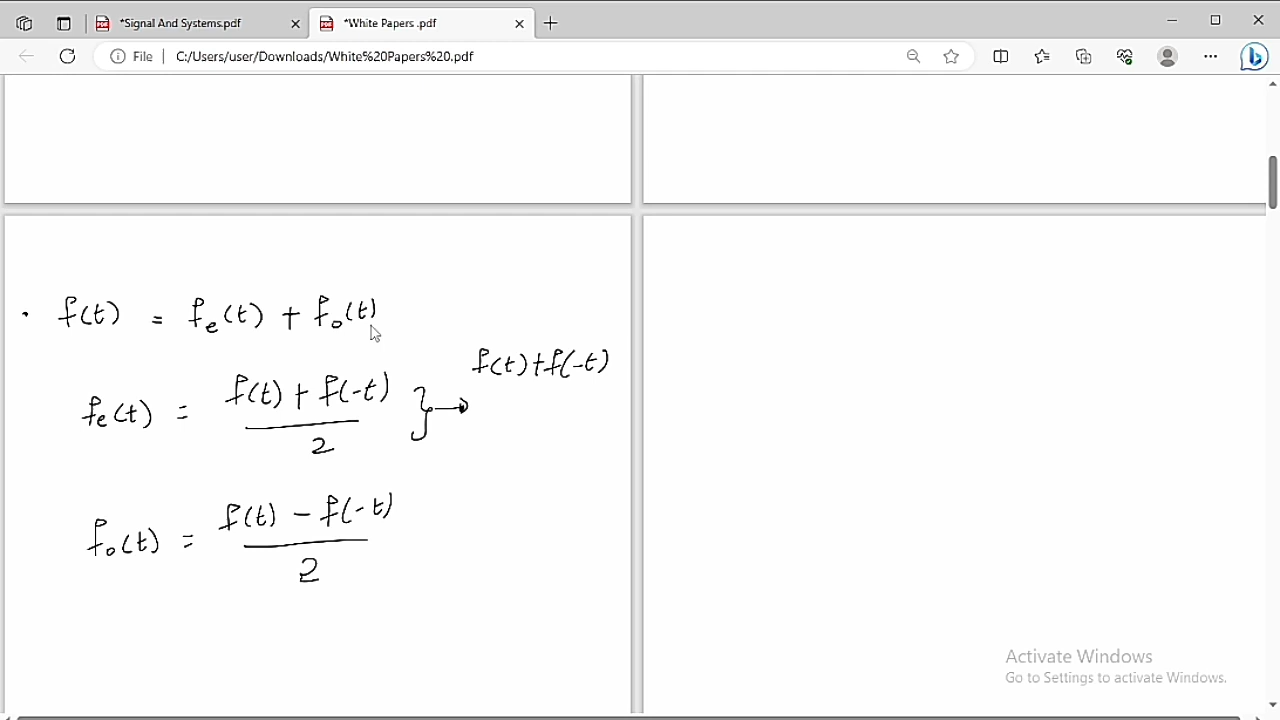 *Signal And Systems.pdf
*White Papers .pdf
File
C:/Users/user/Downloads/White%20Papers%20.pdf
. f(t) = fe(t) + fo(t)
f(t)+f(-t)
fe(t) = f(t) + f(-t) } →
2
fo(t) = f(t) - f(-t)
2
Activate Windows
Go to Settings to activate Windows.